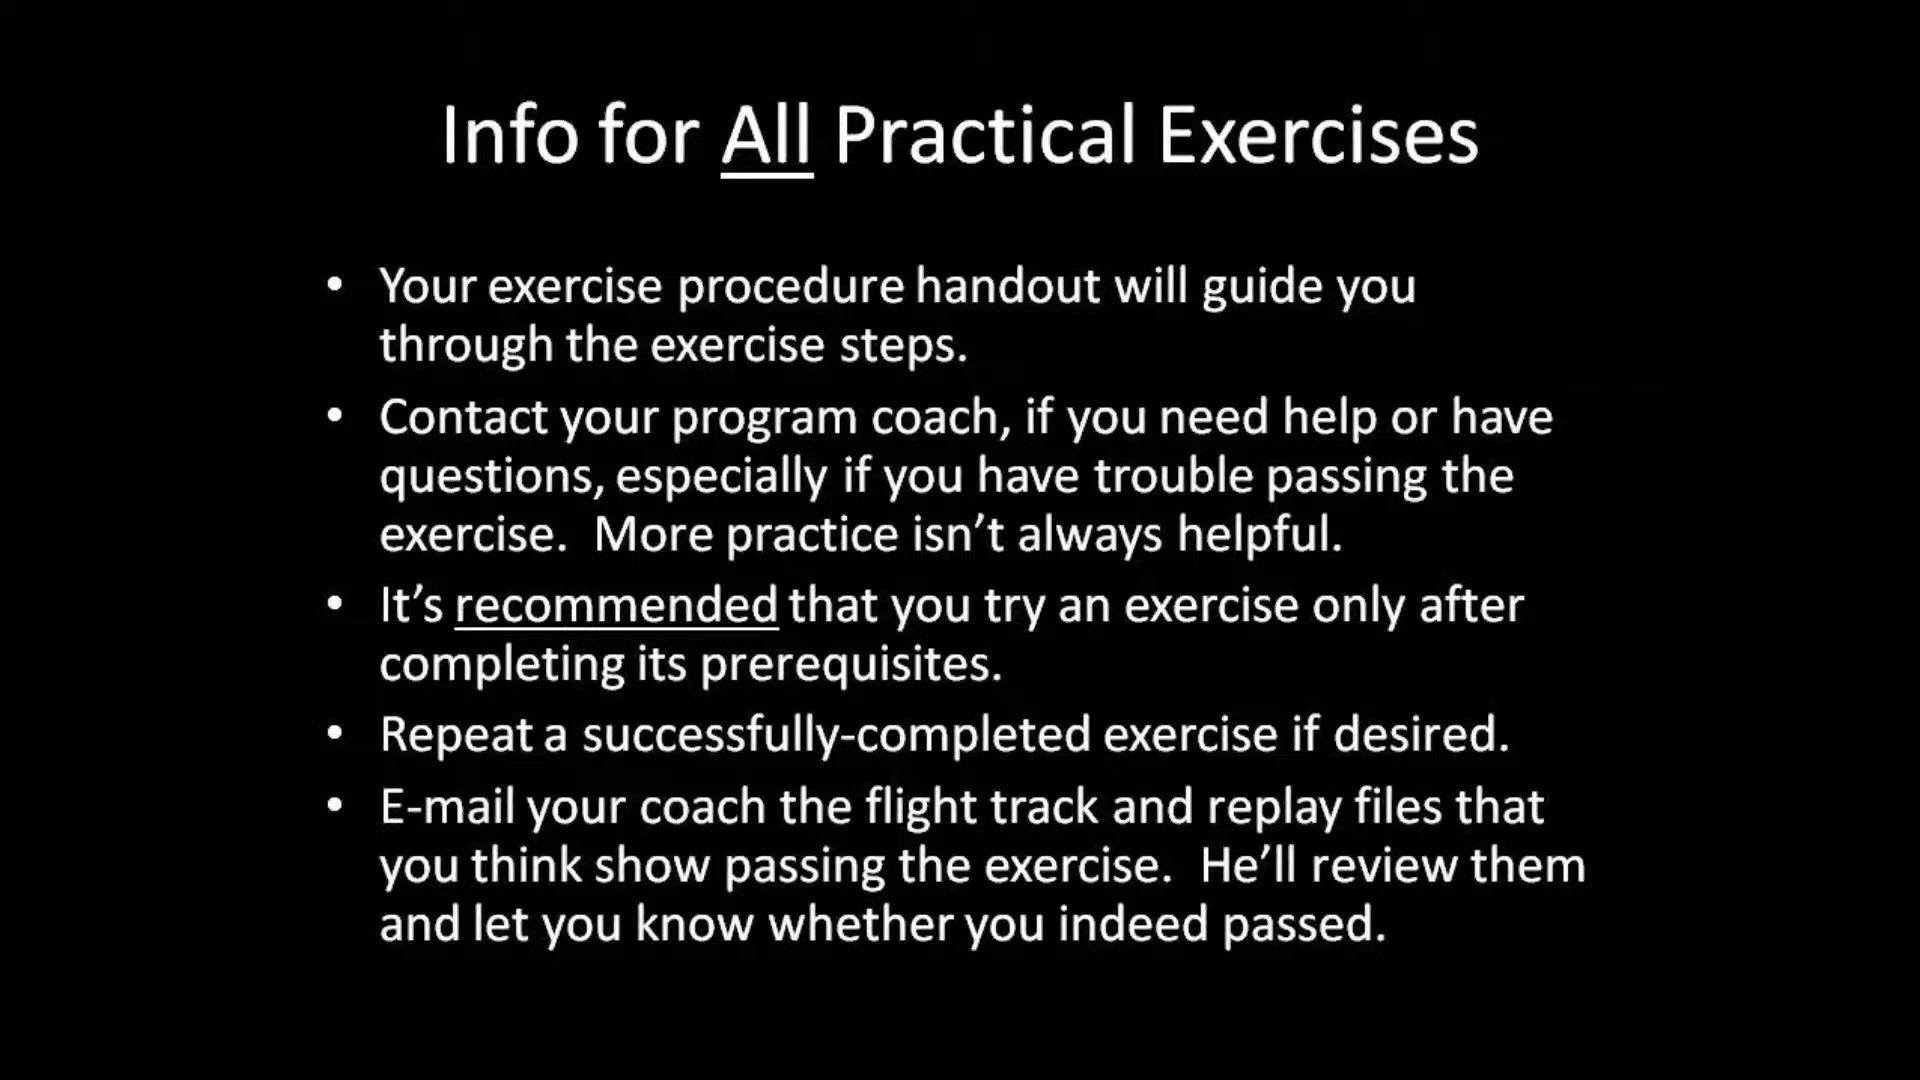 Info for All Practical Exercises
• Your exercise procedure handout will guide you
through the exercise steps.
• Contact your program coach, if you need help or have
questions, especially if you have trouble passing the
exercise.  More practice isn’t always helpful.
• It’s recommended that you try an exercise only after
completing its prerequisites.
• Repeat a successfully-completed exercise if desired.
• E-mail your coach the flight track and replay files that
you think show passing the exercise.  He’ll review them
and let you know whether you indeed passed.